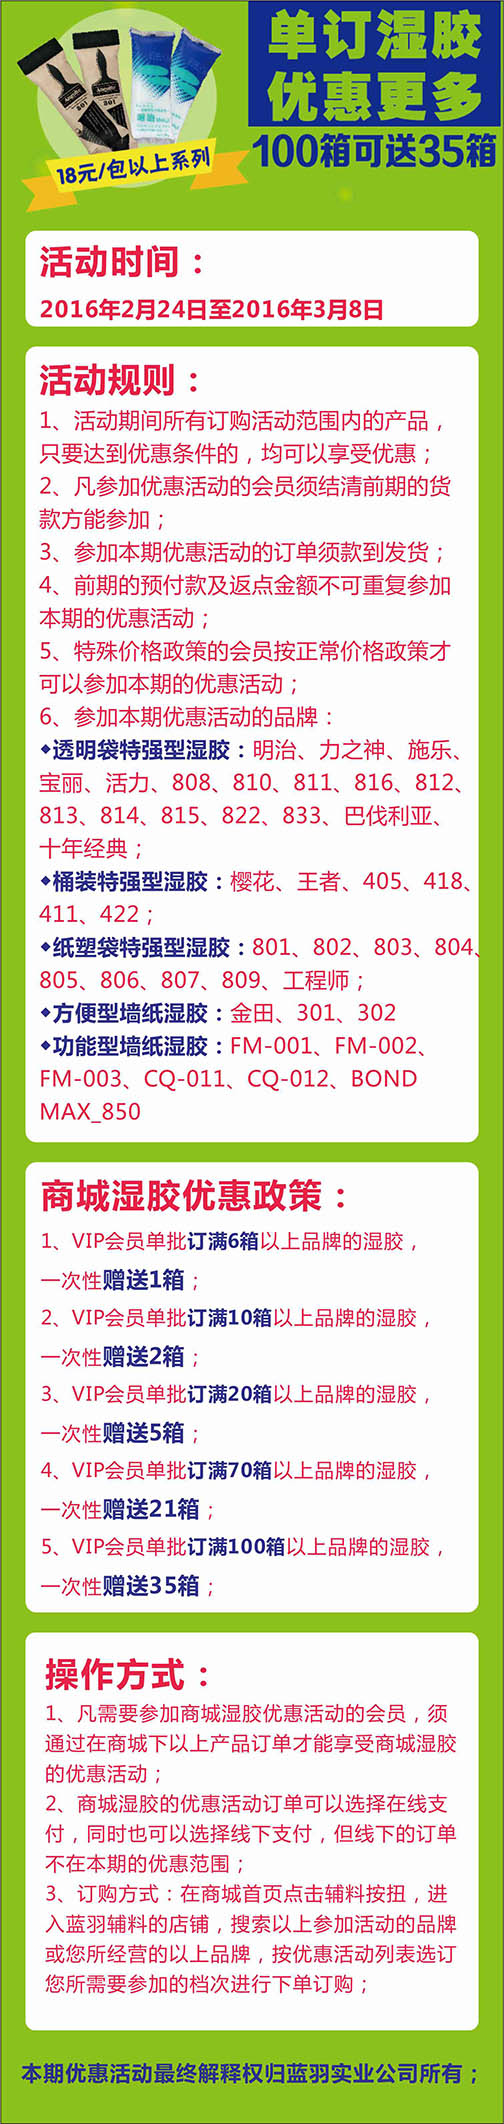 单订湿胶
优惠更多
100箱可送35箱
801
801
18元/包以上系列
活动时间：
2016年2月24日至2016年3月8日
活动规则：
1、活动期间所有订购活动范围内的产品，
只要达到优惠条件的，均可以享受优惠；
2、凡参加优惠活动的会员须结清前期的货
款方能参加；
3、参加本期优惠活动的订单须款到发货；
4、前期的预付款及返点金额不可重复参加
本期的优惠活动；
5、特殊价格政策的会员按正常价格政策才
可以参加本期的优惠活动；
6、参加本期优惠活动的品牌：
◆透明袋特强型湿胶：明治、力之神、施乐、
宝丽、活力、808、810、811、816、812、
813、814、815、822、833、巴伐利亚、
十年经典；
◆桶装特强型湿胶：樱花、王者、405、418、
411、422；
◆纸塑袋特强型湿胶：801、802、803、804、
805、806、807、809、工程师；
◆方便型墙纸湿胶：金田、301、302
◆功能型墙纸湿胶：FM-001、FM-002、
FM-003、CQ-011、CQ-012、BOND
MAX_850
商城湿胶优惠政策：
1、VIP会员单批订满6箱以上品牌的湿胶，
一次性赠送1箱；
2、VIP会员单批订满10箱以上品牌的湿胶，
一次性赠送2箱；
3、VIP会员单批订满20箱以上品牌的湿胶，
一次性赠送5箱；
4、VIP会员单批订满70箱以上品牌的湿胶，
一次性赠送21箱；
5、VIP会员单批订满100箱以上品牌的湿胶，
一次性赠送35箱；
操作方式：
1、凡需要参加商城湿胶优惠活动的会员，须
通过在商城下以上产品订单才能享受商城湿胶
的优惠活动；
2、商城湿胶的优惠活动订单可以选择在线支
付，同时也可以选择线下支付，但线下的订单
不在本期的优惠范围；
3、订购方式：在商城首页点击辅料按扭，进
入蓝羽辅料的店铺，搜索以上参加活动的品牌
或您所经营的以上品牌，按优惠活动列表选订
您所需要参加的档次进行下单订购；
本期优惠活动最终解释权归蓝羽实业公司所有；